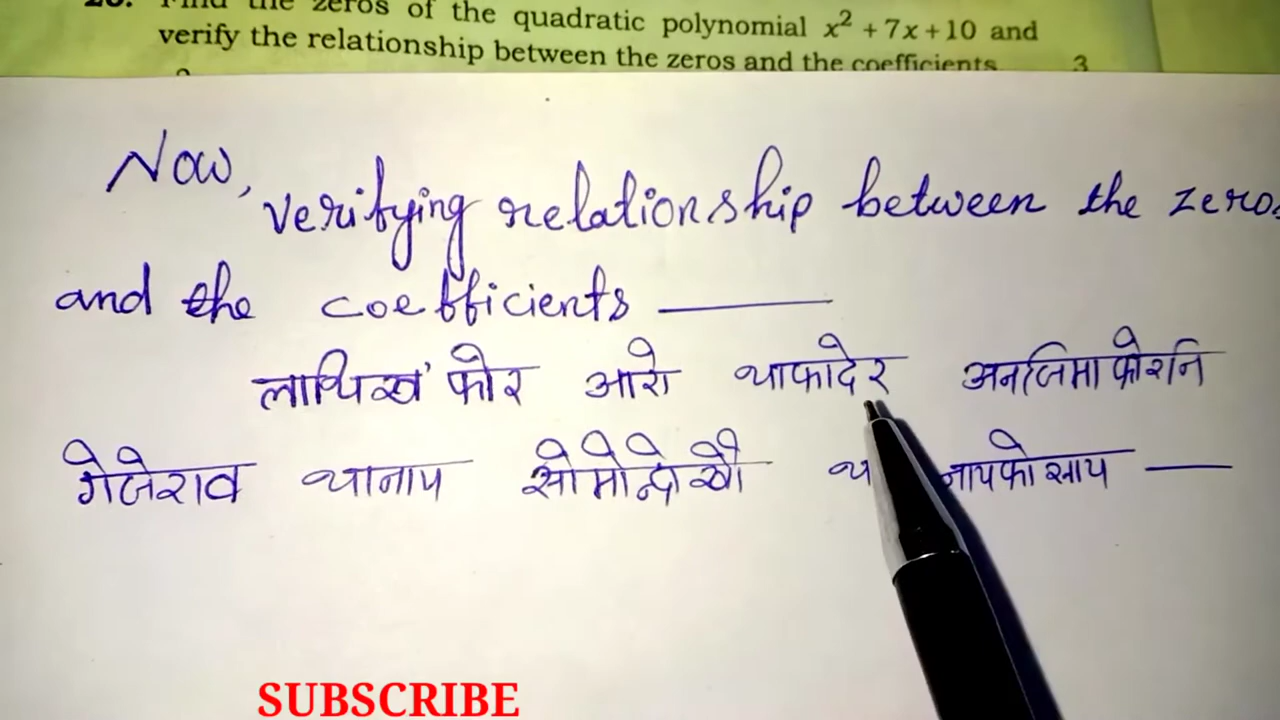 Find the zeros of the quadratic polynomial x² + 7x + 10 and
verify the relationship between the zeros and the coefficients. 3
Now,
verifying relationship between the zeros
and the coefficients —
लाथिखं फोर आरो थाफादेर अनजिमा फोरनि
गेजेराव थानाय सोमोन्दोखौ नायफोसाय —
SUBSCRIBE